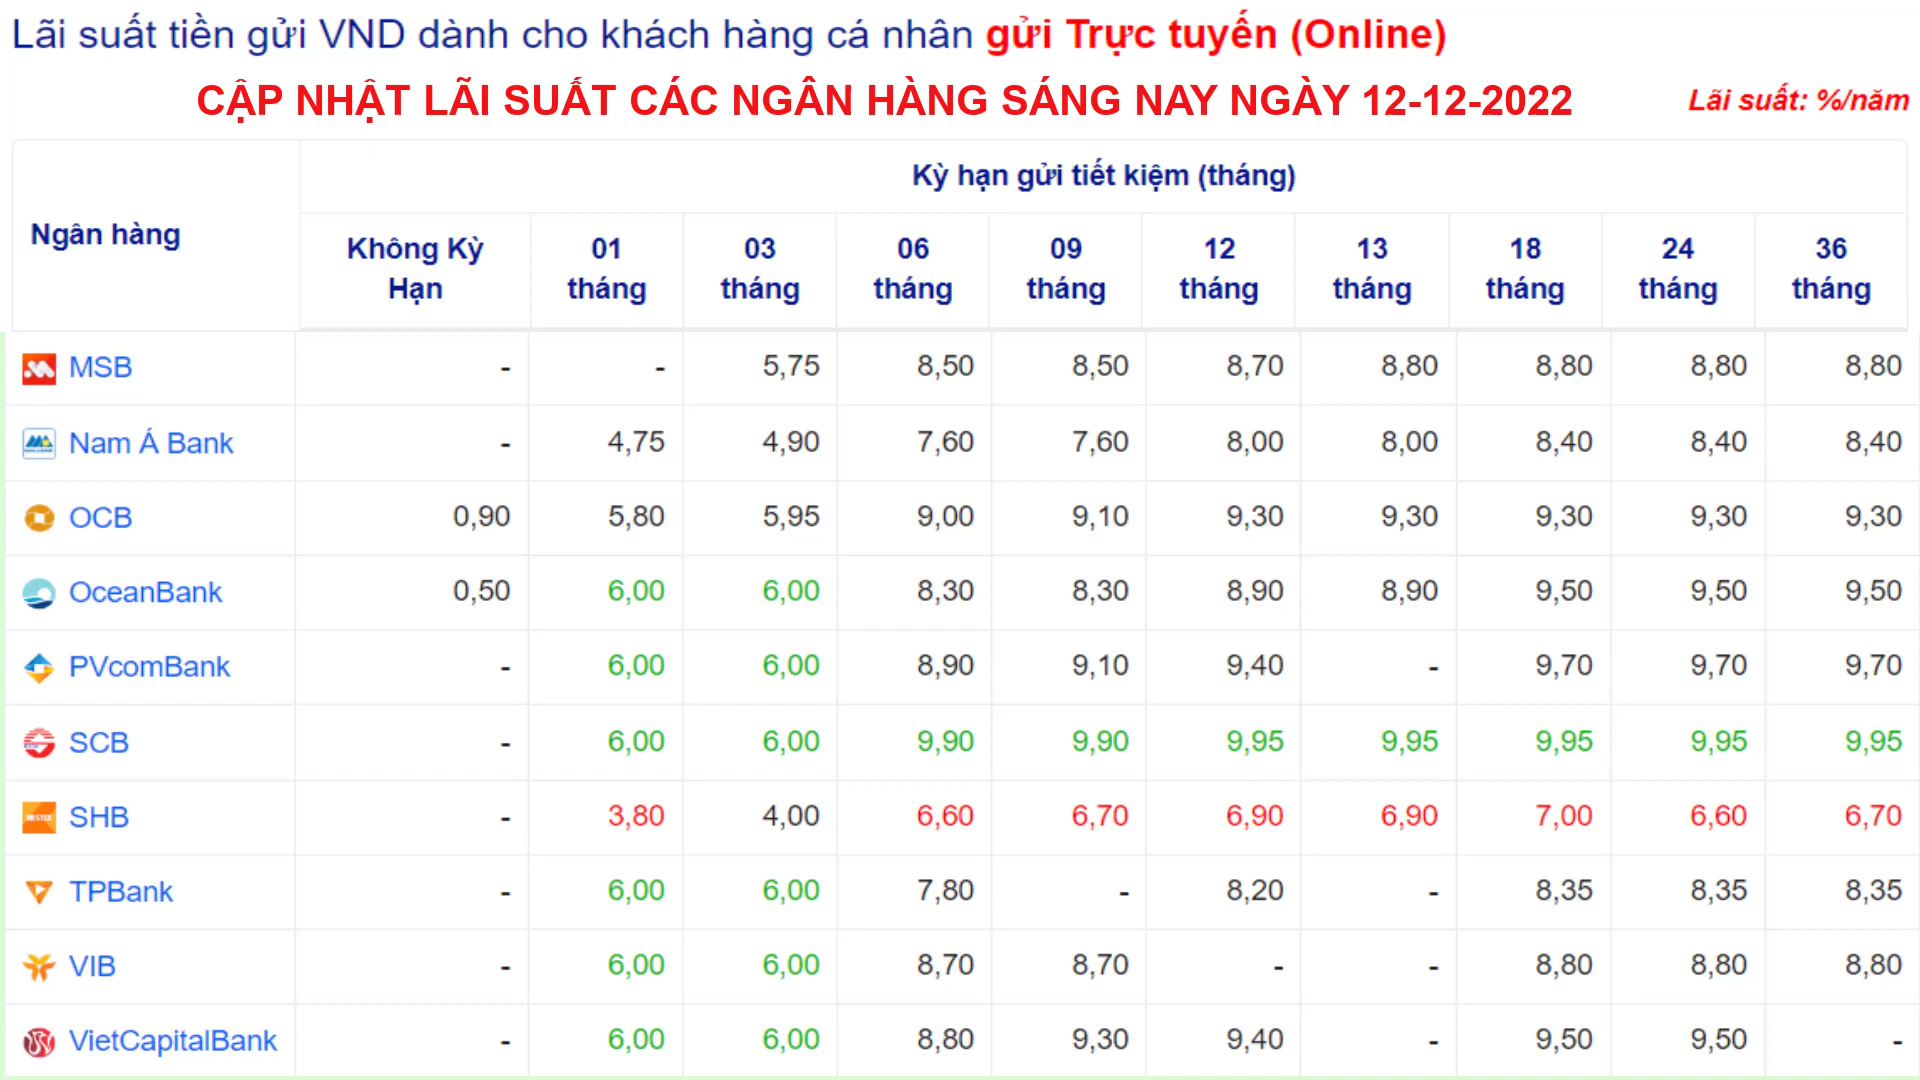 Lãi suất tiền gửi VND dành cho khách hàng cá nhân gửi Trực tuyến (Online)
CẬP NHẬT LÃI SUẤT CÁC NGÂN HÀNG SÁNG NAY NGÀY 12-12-2022 Lãi suất: %/năm
Kỳ hạn gửi tiết kiệm (tháng)
Ngân hàng
Không Kỳ 01 03 06 09 12 13 18 24 36
Hạn tháng tháng tháng tháng tháng tháng tháng tháng tháng
MSB - - 5,75 8,50 8,50 8,70 8,80 8,80 8,80 8,80
Nam Á Bank - 4,75 4,90 7,60 7,60 8,00 8,00 8,40 8,40 8,40
OCB 0,90 5,80 5,95 9,00 9,10 9,30 9,30 9,30 9,30 9,30
OceanBank 0,50 6,00 6,00 8,30 8,30 8,90 8,90 9,50 9,50 9,50
PVcomBank - 6,00 6,00 8,90 9,10 9,40 - 9,70 9,70 9,70
SCB - 6,00 6,00 9,90 9,90 9,95 9,95 9,95 9,95 9,95
SHB - 3,80 4,00 6,60 6,70 6,90 6,90 7,00 6,60 6,70
TPBank - 6,00 6,00 7,80 - 8,20 - 8,35 8,35 8,35
VIB - 6,00 6,00 8,70 8,70 - - 8,80 8,80 8,80
VietCapitalBank - 6,00 6,00 8,80 9,30 9,40 - 9,50 9,50 -